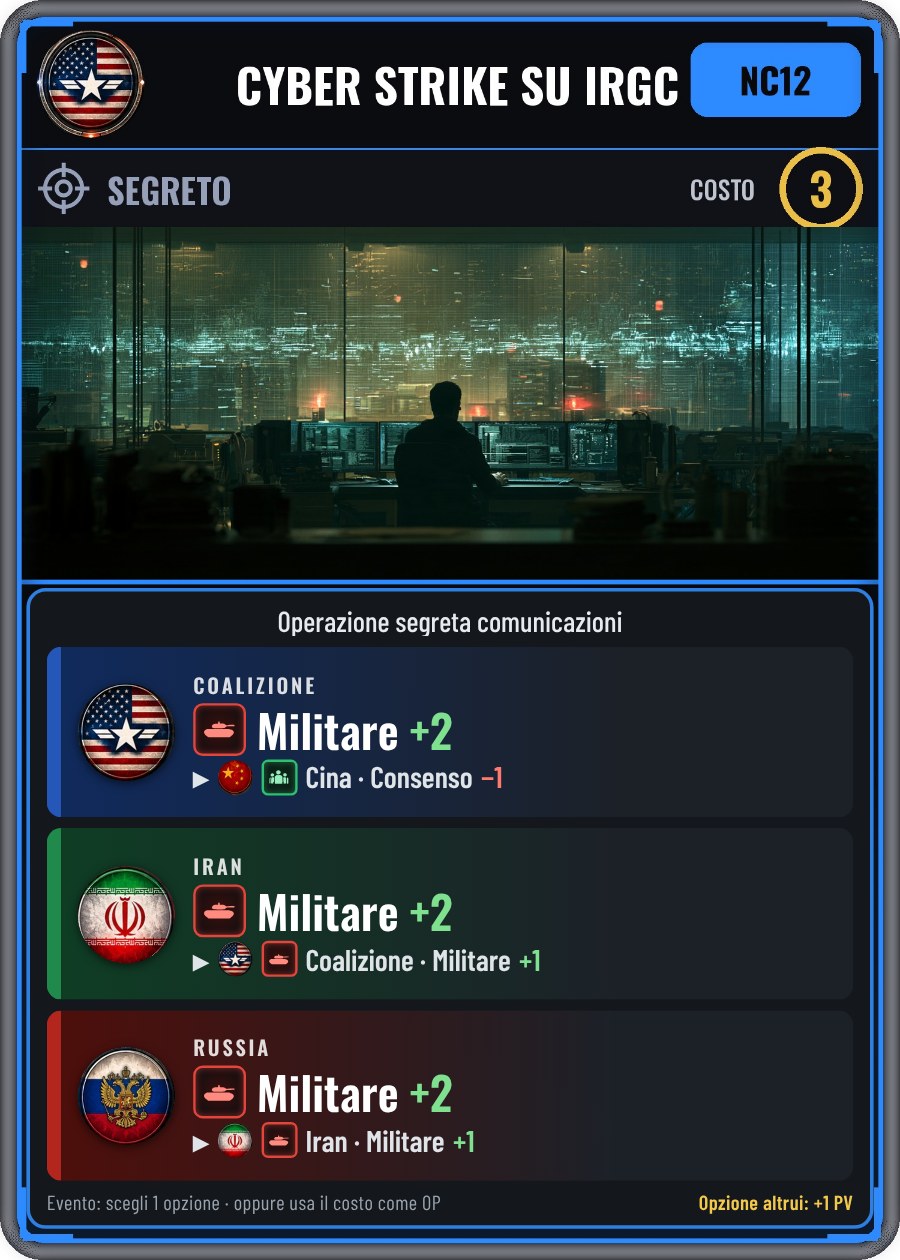 CYBER STRIKE SU IRGC
NC12
SEGRETO
COSTO
3
Operazione segreta comunicazioni
COALIZIONE
Militare +2
▶ Cina · Consenso −1
IRAN
Militare +2
▶ Coalizione · Militare +1
RUSSIA
Militare +2
▶ Iran · Militare +1
Evento: scegli 1 opzione · oppure usa il costo come OP
Opzione altrui: +1 PV